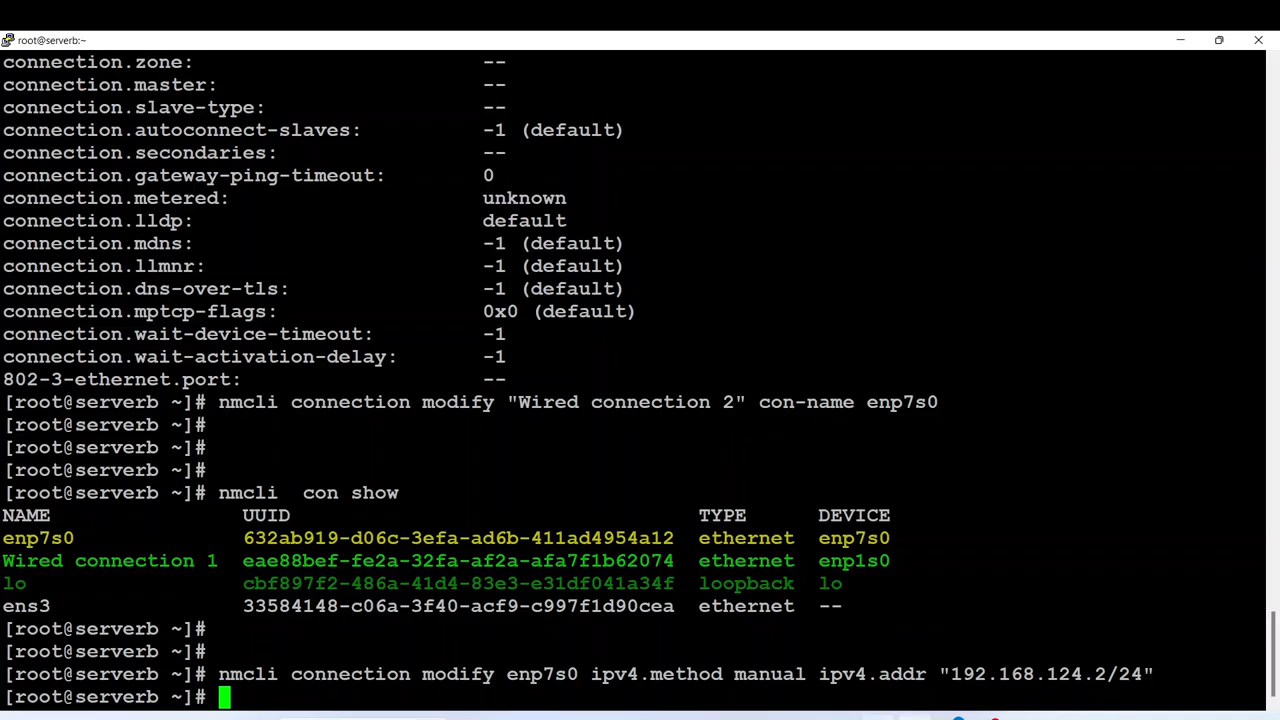 root@serverb:~
connection.zone: --
connection.master: --
connection.slave-type: --
connection.autoconnect-slaves: -1 (default)
connection.secondaries: --
connection.gateway-ping-timeout: 0
connection.metered: unknown
connection.lldp: default
connection.mdns: -1 (default)
connection.llmnr: -1 (default)
connection.dns-over-tls: -1 (default)
connection.mptcp-flags: 0x0 (default)
connection.wait-device-timeout: -1
connection.wait-activation-delay: -1
802-3-ethernet.port: --
[root@serverb ~]# nmcli connection modify "Wired connection 2" con-name enp7s0
[root@serverb ~]#
[root@serverb ~]#
[root@serverb ~]#
[root@serverb ~]# nmcli  con show
NAME UUID TYPE DEVICE
enp7s0 632ab919-d06c-3efa-ad6b-411ad4954a12 ethernet enp7s0
Wired connection 1 eae88bef-fe2a-32fa-af2a-afa7f1b62074 ethernet enp1s0
lo cbf897f2-486a-41d4-83e3-e31df041a34f loopback lo
ens3 33584148-c06a-3f40-acf9-c997f1d90cea ethernet --
[root@serverb ~]#
[root@serverb ~]#
[root@serverb ~]# nmcli connection modify enp7s0 ipv4.method manual ipv4.addr "192.168.124.2/24"
[root@serverb ~]#